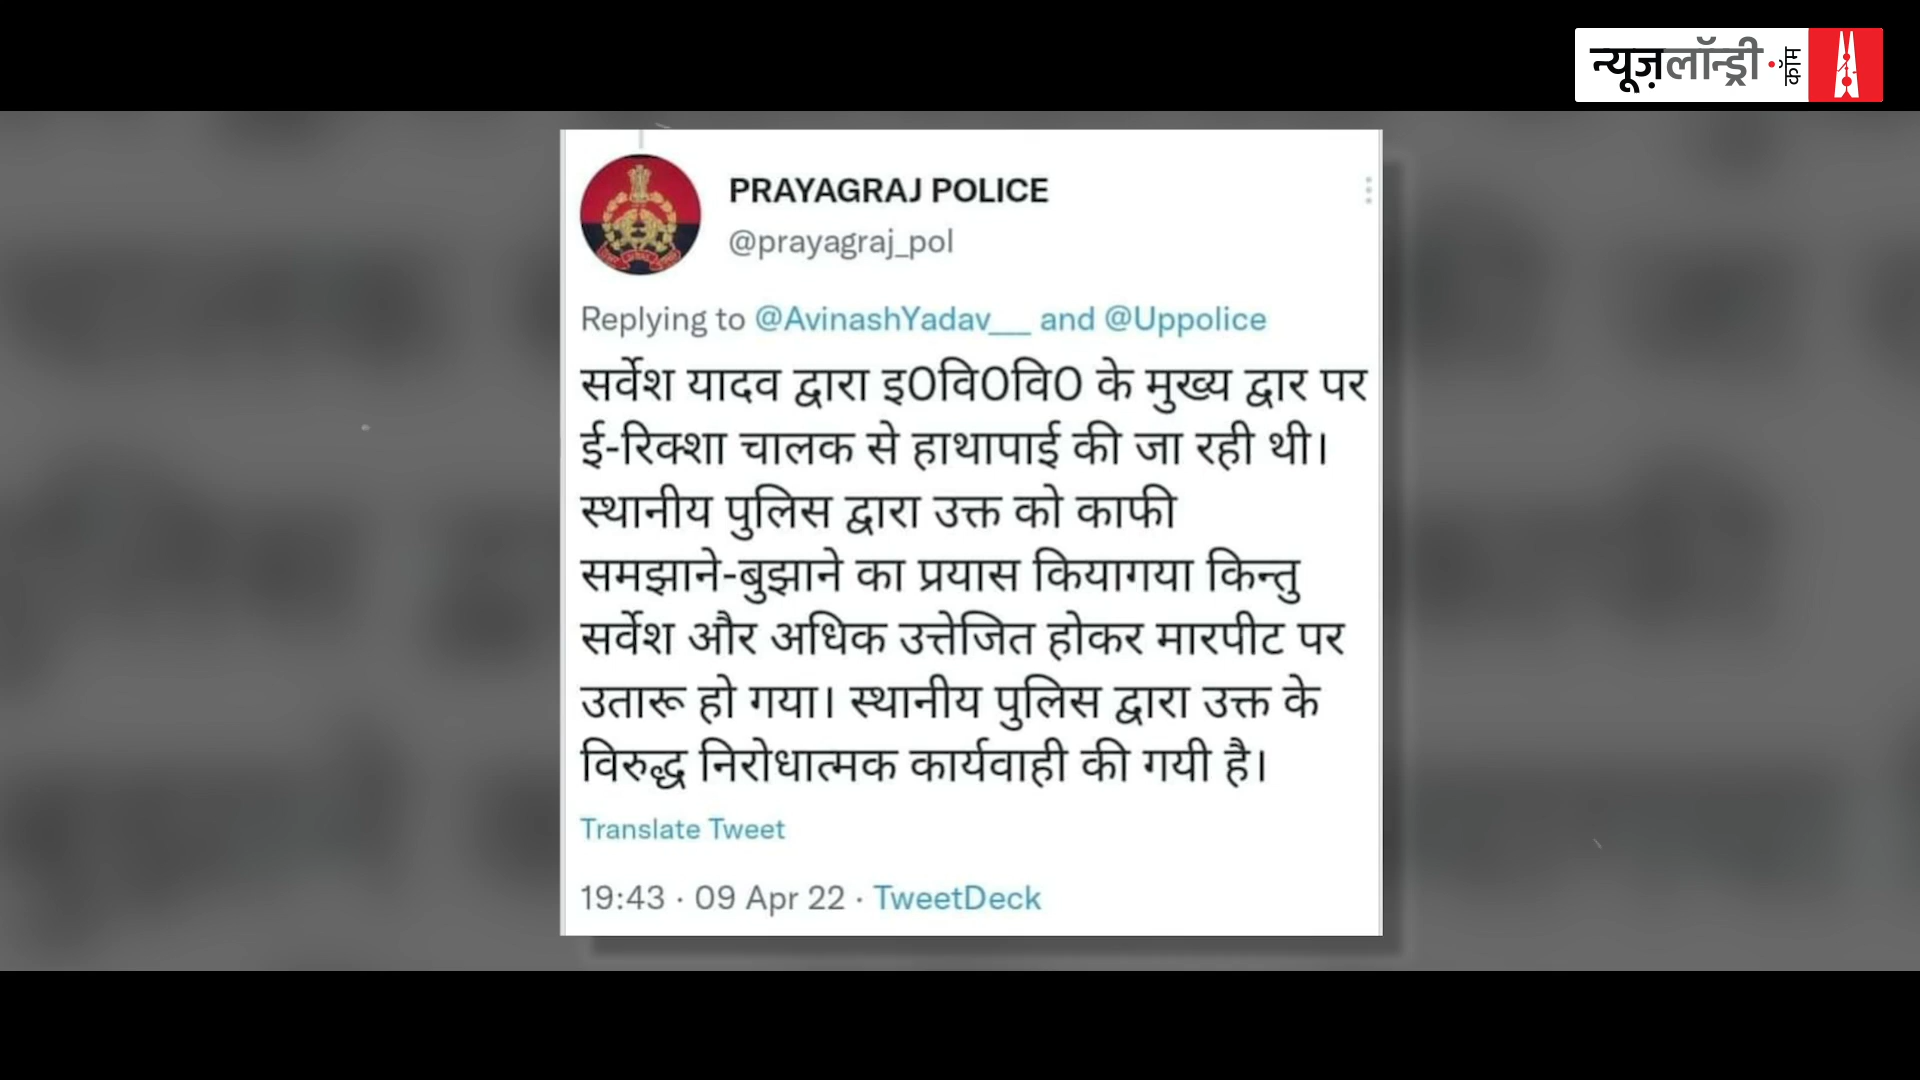 न्यूज़लॉन्ड्री.कॉम
PRAYAGRAJ POLICE
@prayagraj_pol
Replying to @AvinashYadav__ and @Uppolice
सर्वेश यादव द्वारा इ0वि0वि0 के मुख्य द्वार पर
ई-रिक्शा चालक से हाथापाई की जा रही थी।
स्थानीय पुलिस द्वारा उक्त को काफी
समझाने-बुझाने का प्रयास कियागया किन्तु
सर्वेश और अधिक उत्तेजित होकर मारपीट पर
उतारू हो गया। स्थानीय पुलिस द्वारा उक्त के
विरुद्ध निरोधात्मक कार्यवाही की गयी है।
Translate Tweet
19:43 · 09 Apr 22 · TweetDeck